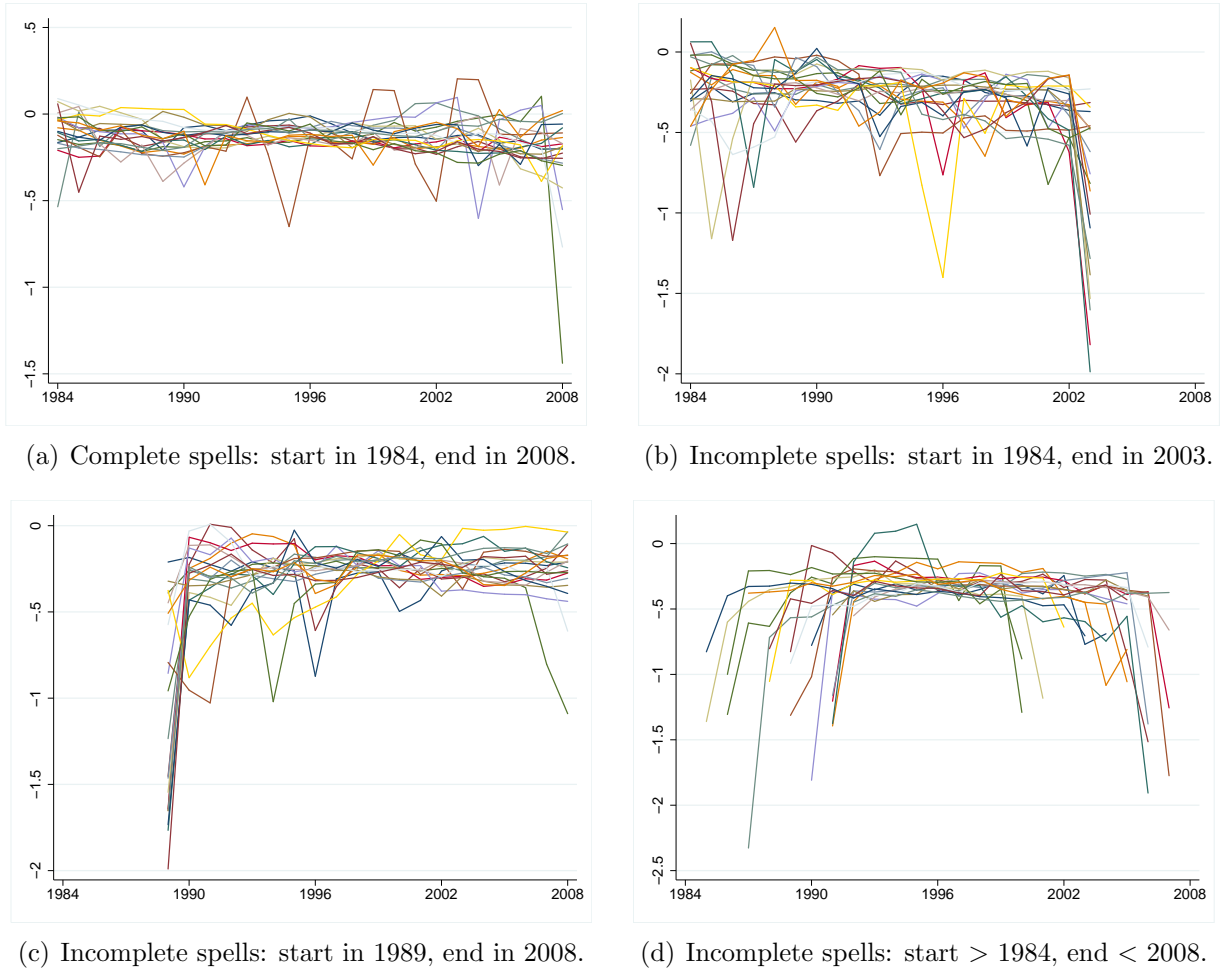 .5
0
−.5
−1
−1.5
1984 1990 1996 2002 2008
(a) Complete spells: start in 1984, end in 2008.
0
−.5
−1
−1.5
−2
1984 1990 1996 2002 2008
(b) Incomplete spells: start in 1984, end in 2003.
0
−.5
−1
−1.5
−2
1984 1990 1996 2002 2008
(c) Incomplete spells: start in 1989, end in 2008.
0
−.5
−1
−1.5
−2
−2.5
1984 1990 1996 2002 2008
(d) Incomplete spells: start > 1984, end < 2008.